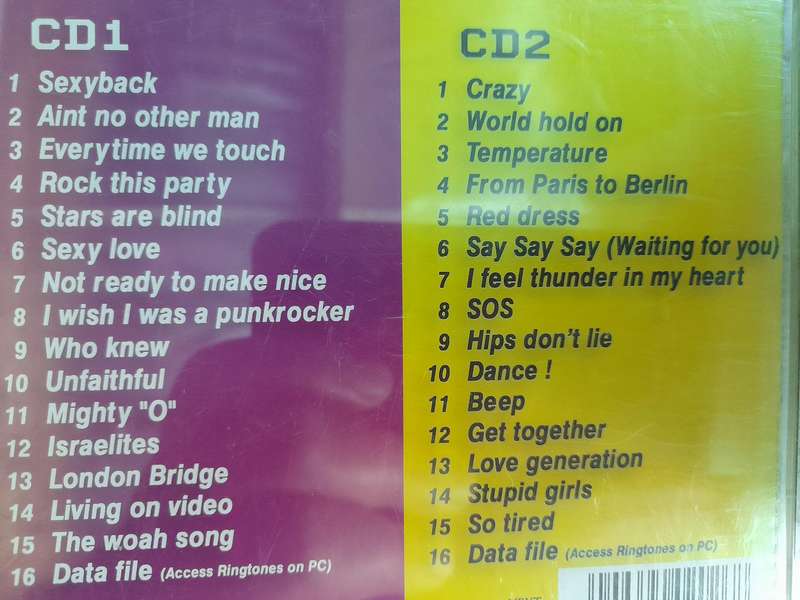 CD1
1 Sexyback
2 Aint no other man
3 Everytime we touch
4 Rock this party
5 Stars are blind
6 Sexy love
7 Not ready to make nice
8 I wish I was a punkrocker
9 Who knew
10 Unfaithful
11 Mighty "O"
12 Israelites
13 London Bridge
14 Living on video
15 The woah song
16 Data file (Access Ringtones on PC)
CD2
1 Crazy
2 World hold on
3 Temperature
4 From Paris to Berlin
5 Red dress
6 Say Say Say (Waiting for you)
7 I feel thunder in my heart
8 SOS
9 Hips don't lie
10 Dance !
11 Beep
12 Get together
13 Love generation
14 Stupid girls
15 So tired
16 Data file (Access Ringtones on PC)